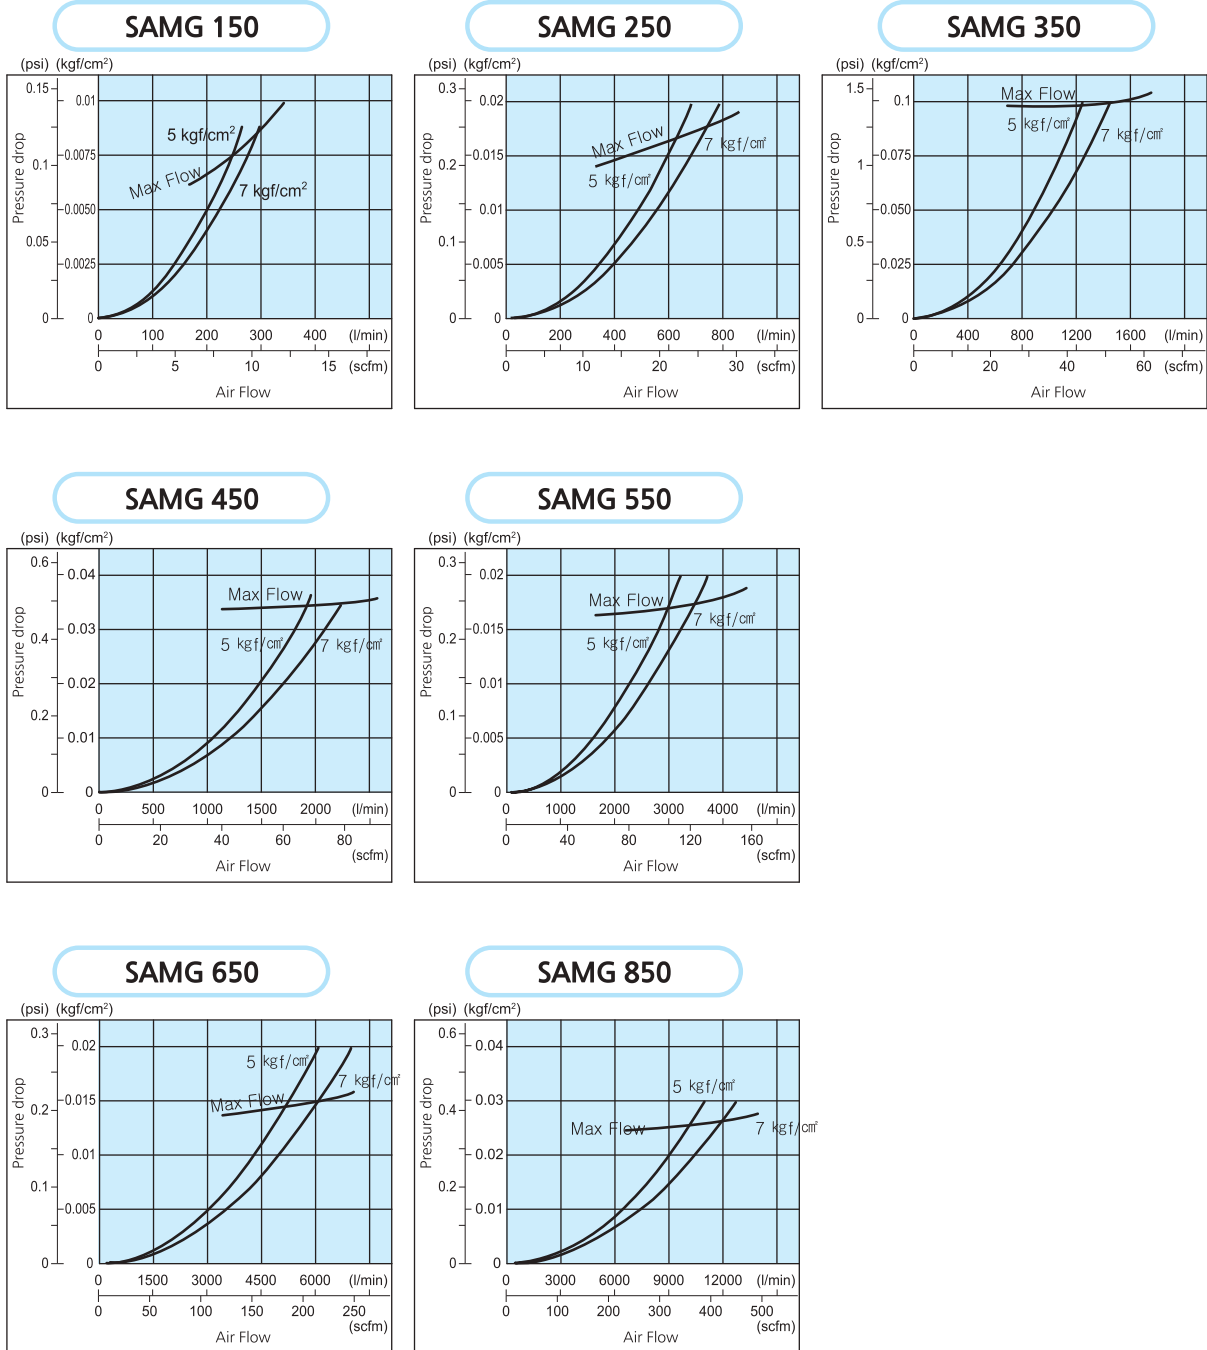 SAMG 150
(psi) (kgf/cm²)
0.15
0.1
0.05
0
0.01
0.0075
0.0050
0.0025
0
Pressure drop
5 kgf/cm²
Max Flow
7 kgf/cm²
0 100 200 300 400 (l/min)
0 5 10 15 (scfm)
Air Flow
SAMG 250
(psi) (kgf/cm²)
0.3
0.2
0.1
0
0.02
0.015
0.01
0.005
0
Pressure drop
Max Flow
7 kgf/㎠
5 kgf/㎠
0 200 400 600 800 (l/min)
0 10 20 30 (scfm)
Air Flow
SAMG 350
(psi) (kgf/cm²)
1.5
1
0.5
0
0.1
0.050
0.025
0
Pressure drop
Max Flow
5 kgf/㎠
7 kgf/㎠
0 400 800 1200 1600 (l/min)
0 20 40 60 (scfm)
Air Flow
SAMG 450
(psi) (kgf/cm²)
0.6
0.4
0.2
0
0.04
0.03
0.02
0.01
0
Pressure drop
Max Flow
5 kgf/㎠
7 kgf/㎠
0 500 1000 1500 2000 (l/min)
0 20 40 60 80
(scfm)
Air Flow
SAMG 550
(psi) (kgf/cm²)
0.3
0.2
0.1
0
0.02
0.015
0.01
0.005
0
Pressure drop
Max Flow
7 kgf/㎠
5 kgf/㎠
0 1000 2000 3000 4000 (l/min)
0 40 80 120 160
(scfm)
Air Flow
SAMG 650
(psi) (kgf/cm²)
0.3
0.2
0.1
0
0.02
0.015
0.01
0.005
0
Pressure drop
5 kgf/㎠
7 kgf/㎠
Max Flow
0 1500 3000 4500 6000 (l/min)
0 50 100 150 200 250
(scfm)
Air Flow
SAMG 850
(psi) (kgf/cm²)
0.6
0.4
0.2
0
0.04
0.03
0.02
0.01
0
Pressure drop
5 kgf/㎠
Max Flow
7 kgf/㎠
0 3000 6000 9000 12000 (l/min)
0 100 200 300 400 500
(scfm)
Air Flow